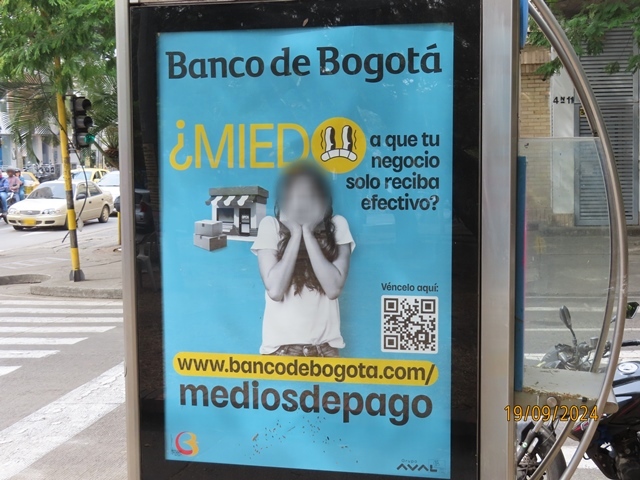 Banco de Bogotá
¿MIEDO
a que tu
negocio
solo reciba
efectivo?
Véncelo aquí:
www.bancodebogota.com/
mediosdepago
AVAL
19/09/2024